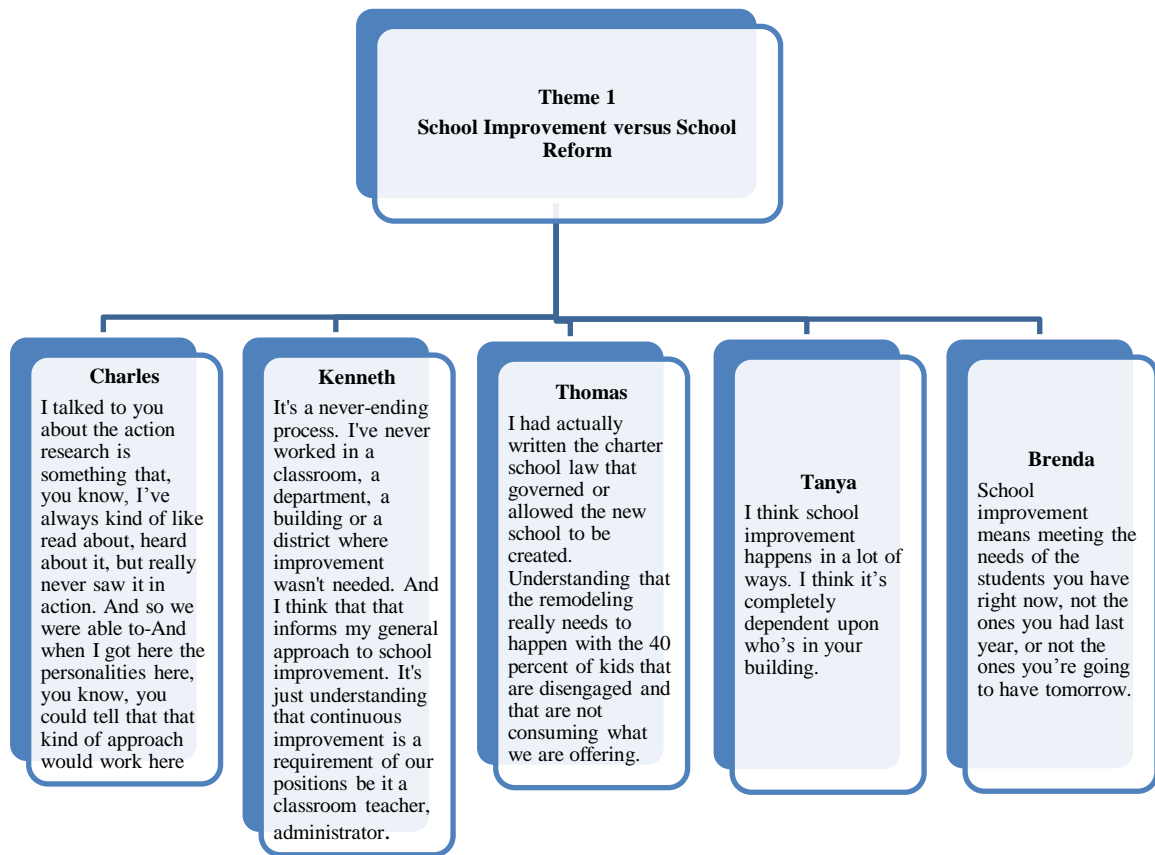 Theme 1
School Improvement versus School
Reform
Charles
I talked to you
about the action
research is
something that,
you know, I’ve
always kind of like
read about, heard
about it, but really
never saw it in
action. And so we
were able to-And
when I got here the
personalities here,
you know, you
could tell that that
kind of approach
would work here
Kenneth
It's a never-ending
process. I've never
worked in a
classroom, a
department, a
building or a
district where
improvement
wasn't needed. And
I think that that
informs my general
approach to school
improvement. It's
just understanding
that continuous
improvement is a
requirement of our
positions be it a
classroom teacher,
administrator.
Thomas
I had actually
written the charter
school law that
governed or
allowed the new
school to be
created.
Understanding that
the remodeling
really needs to
happen with the 40
percent of kids that
are disengaged and
that are not
consuming what
we are offering.
Tanya
I think school
improvement
happens in a lot of
ways. I think it’s
completely
dependent upon
who’s in your
building.
Brenda
School
improvement
means meeting the
needs of the
students you have
right now, not the
ones you had last
year, or not the
ones you’re going
to have tomorrow.